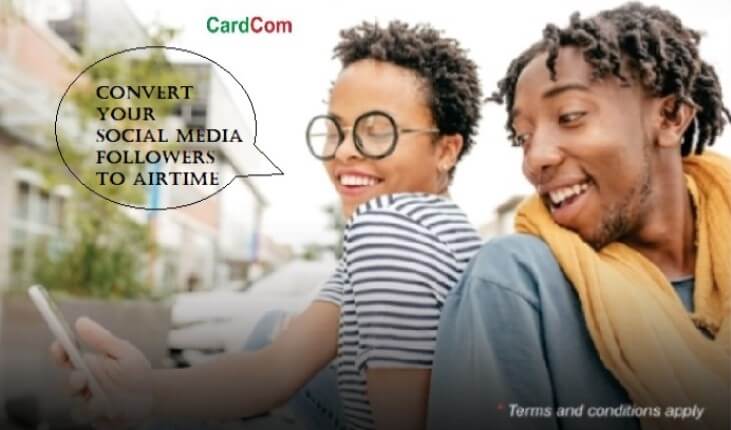 CardCom
CONVERT
YOUR
SOCIAL MEDIA
FOLLOWERS
TO AIRTIME
* Terms and conditions apply